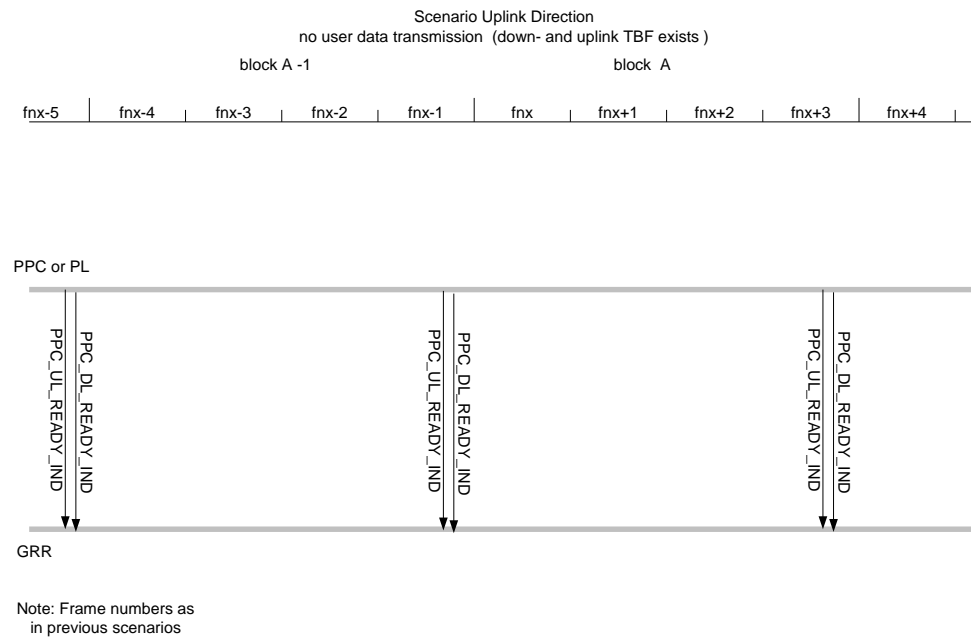 Scenario Uplink Direction
no user data transmission (down- and uplink TBF exists )
block A -1
block A
fnx-5 fnx-4 fnx-3 fnx-2 fnx-1 fnx fnx+1 fnx+2 fnx+3 fnx+4
PPC or PL
PPC_UL_READY_IND
PPC_DL_READY_IND
PPC_UL_READY_IND
PPC_DL_READY_IND
PPC_UL_READY_IND
PPC_DL_READY_IND
GRR
Note: Frame numbers as
in previous scenarios